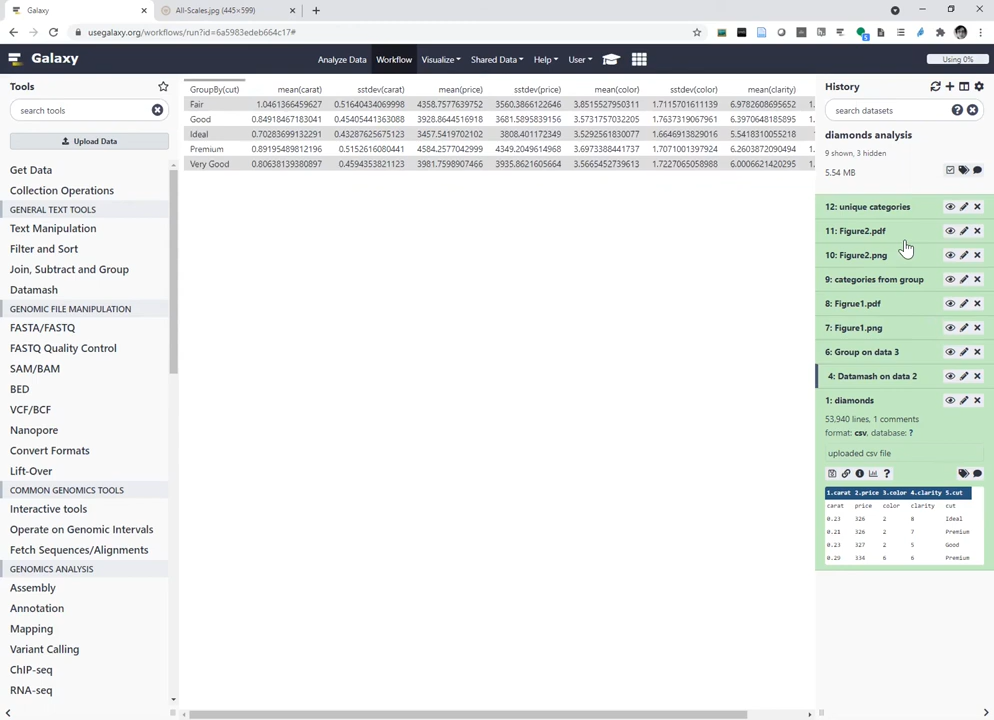 Galaxy
All-Scales.jpg (445×599)
usegalaxy.org/workflows/run?id=6a5983edeb664c17#
Galaxy
Analyze Data
Workflow
Visualize
Shared Data
Help
User
Using 0%
Tools
search tools
Upload Data
Get Data
Collection Operations
GENERAL TEXT TOOLS
Text Manipulation
Filter and Sort
Join, Subtract and Group
Datamash
GENOMIC FILE MANIPULATION
FASTA/FASTQ
FASTQ Quality Control
SAM/BAM
BED
VCF/BCF
Nanopore
Convert Formats
Lift-Over
COMMON GENOMICS TOOLS
Interactive tools
Operate on Genomic Intervals
Fetch Sequences/Alignments
GENOMICS ANALYSIS
Assembly
Annotation
Mapping
Variant Calling
ChIP-seq
RNA-seq
GroupBy(cut) mean(carat) sstdev(carat) mean(price) sstdev(price) mean(color) sstdev(color) mean(clarity)
Fair 1.0461366459627 0.51640434069998 4358.7577639752 3560.3866122646 3.8515527950311 1.7115701611139 6.9782608695652 1.
Good 0.84918467183041 0.45405441363088 3928.8644516918 3681.5895839156 3.5731757032005 1.7637319067961 6.3970648185895 1.
Ideal 0.70283699132291 0.43287625675123 3457.5419702102 3808.401172349 3.5292561830077 1.6646913829016 5.5418310055218 1.
Premium 0.89195489812196 0.5152616080441 4584.2577042999 4349.2049614968 3.6973388441737 1.7071001397924 6.2603872090494 1.
Very Good 0.80638139380897 0.4594353821123 3981.7598907466 3935.8621605664 3.5665452739613 1.7227065058988 6.0006621420295 1.
History
search datasets
diamonds analysis
9 shown, 3 hidden
5.54 MB
12: unique categories
11: Figure2.pdf
10: Figure2.png
9: categories from group
8: Figrue1.pdf
7: Figure1.png
6: Group on data 3
4: Datamash on data 2
1: diamonds
53,940 lines, 1 comments
format: csv, database: ?
uploaded csv file
1.carat 2.price 3.color 4.clarity 5.cut
carat price color clarity cut
0.23 326 2 8 Ideal
0.21 326 2 7 Premium
0.23 327 2 5 Good
0.29 334 6 6 Premium